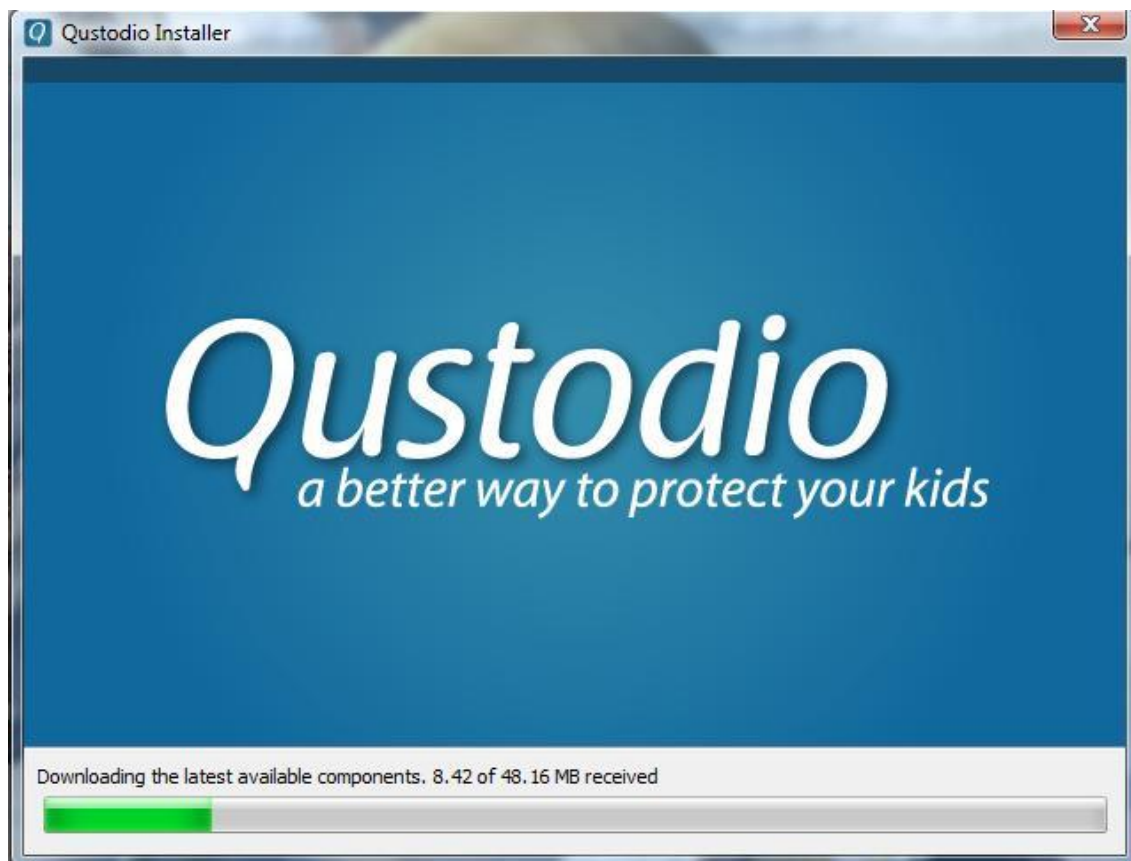 Qustodio Installer
Qustodio
a better way to protect your kids
Downloading the latest available components. 8.42 of 48.16 MB received